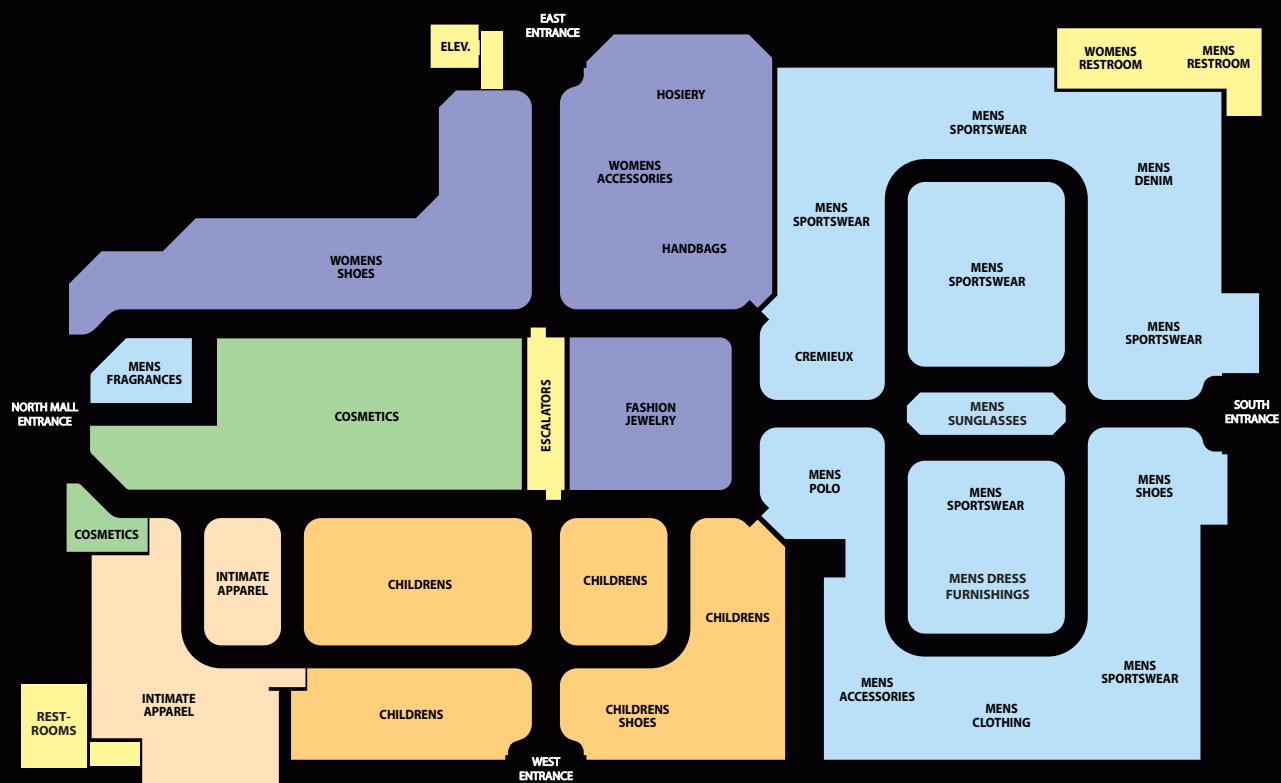 EAST
ENTRANCE
ELEV.
WOMENS
RESTROOM
MENS
RESTROOM
HOSIERY
MENS
SPORTSWEAR
WOMENS
ACCESSORIES
MENS
DENIM
MENS
SPORTSWEAR
HANDBAGS
WOMENS
SHOES
MENS
SPORTSWEAR
MENS
SPORTSWEAR
CREMIEUX
MENS
FRAGRANCES
NORTH MALL
ENTRANCE
COSMETICS
ESCALATORS
FASHION
JEWELRY
MENS
SUNGLASSES
SOUTH
ENTRANCE
MENS
POLO
MENS
SPORTSWEAR
MENS
SHOES
COSMETICS
INTIMATE
APPAREL
CHILDRENS
CHILDRENS
MENS DRESS
FURNISHINGS
CHILDRENS
MENS
SPORTSWEAR
MENS
ACCESSORIES
INTIMATE
APPAREL
REST-
ROOMS
CHILDRENS
CHILDRENS
SHOES
MENS
CLOTHING
WEST
ENTRANCE